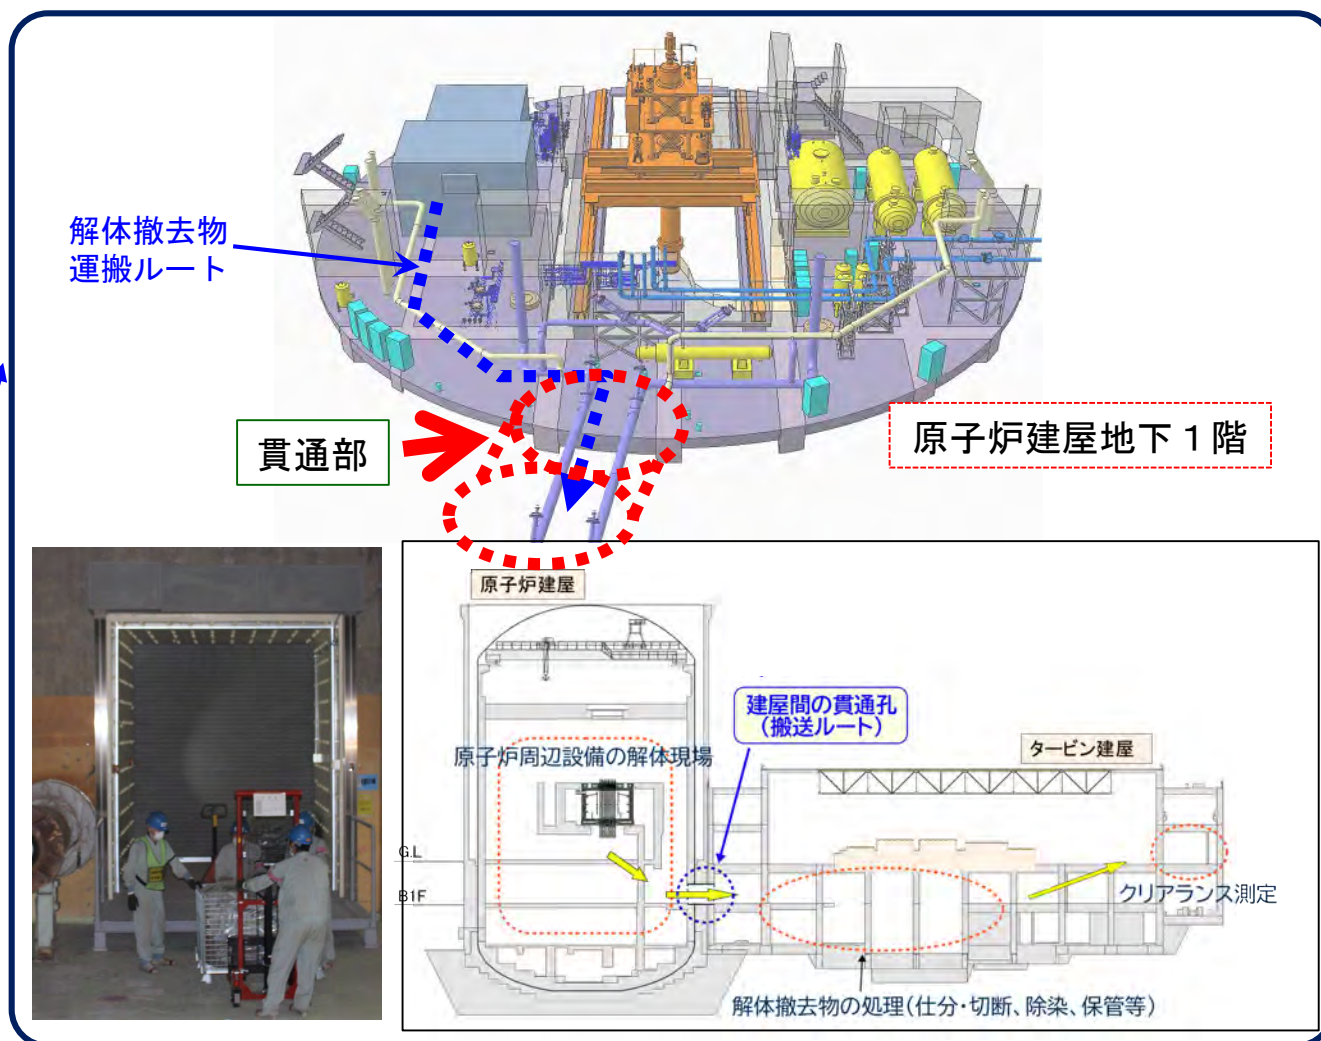 解体撤去物
運搬ルート
貫通部
原子炉建屋地下１階
原子炉建屋
建屋間の貫通孔
（搬送ルート）
タービン建屋
原子炉周辺設備の解体現場
G.L
B1F
クリアランス測定
解体撤去物の処理（仕分・切断、除染、保管等）